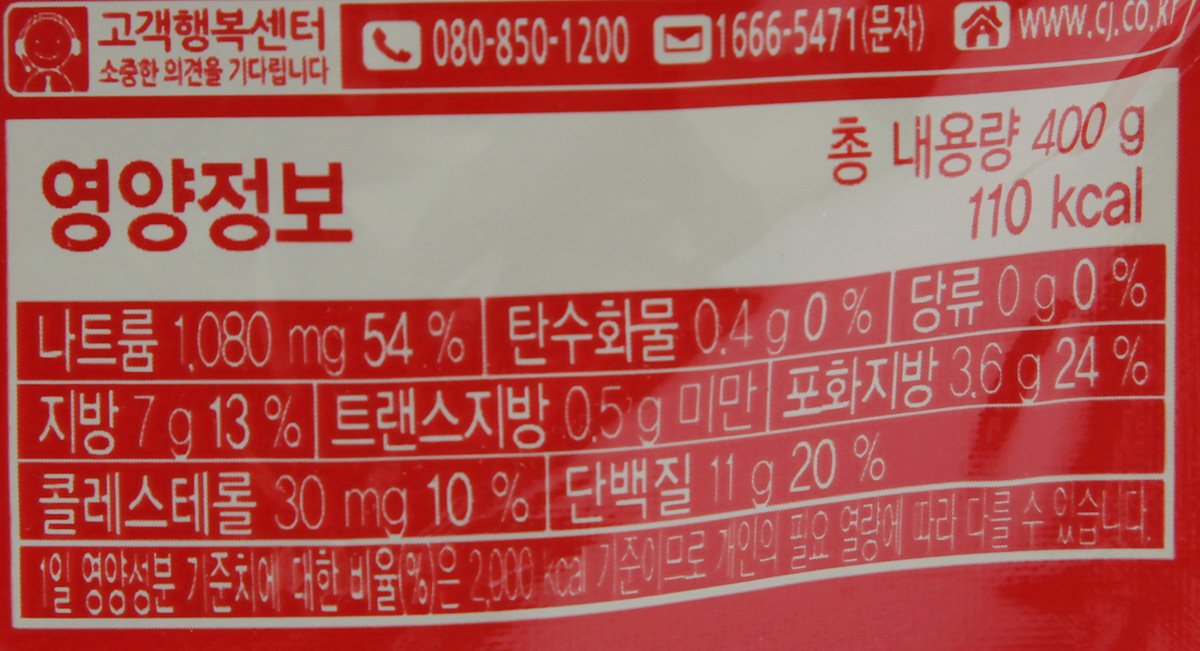 고객행복센터
소중한 의견을 기다립니다
080-850-1200 1666-5471(문자) www.cj.co.kr
영양정보
총 내용량 400 g
110 kcal
나트륨 1,080 mg 54 % 탄수화물 0.4 g 0 % 당류 0 g 0 %
지방 7 g 13 % 트랜스지방 0.5 g 미만 포화지방 3.6 g 24 %
콜레스테롤 30 mg 10 % 단백질 11 g 20 %
1일 영양성분 기준치에 대한 비율(%)은 2,000 kcal 기준이므로 개인의 필요 열량에 따라 다를 수 있습니다.